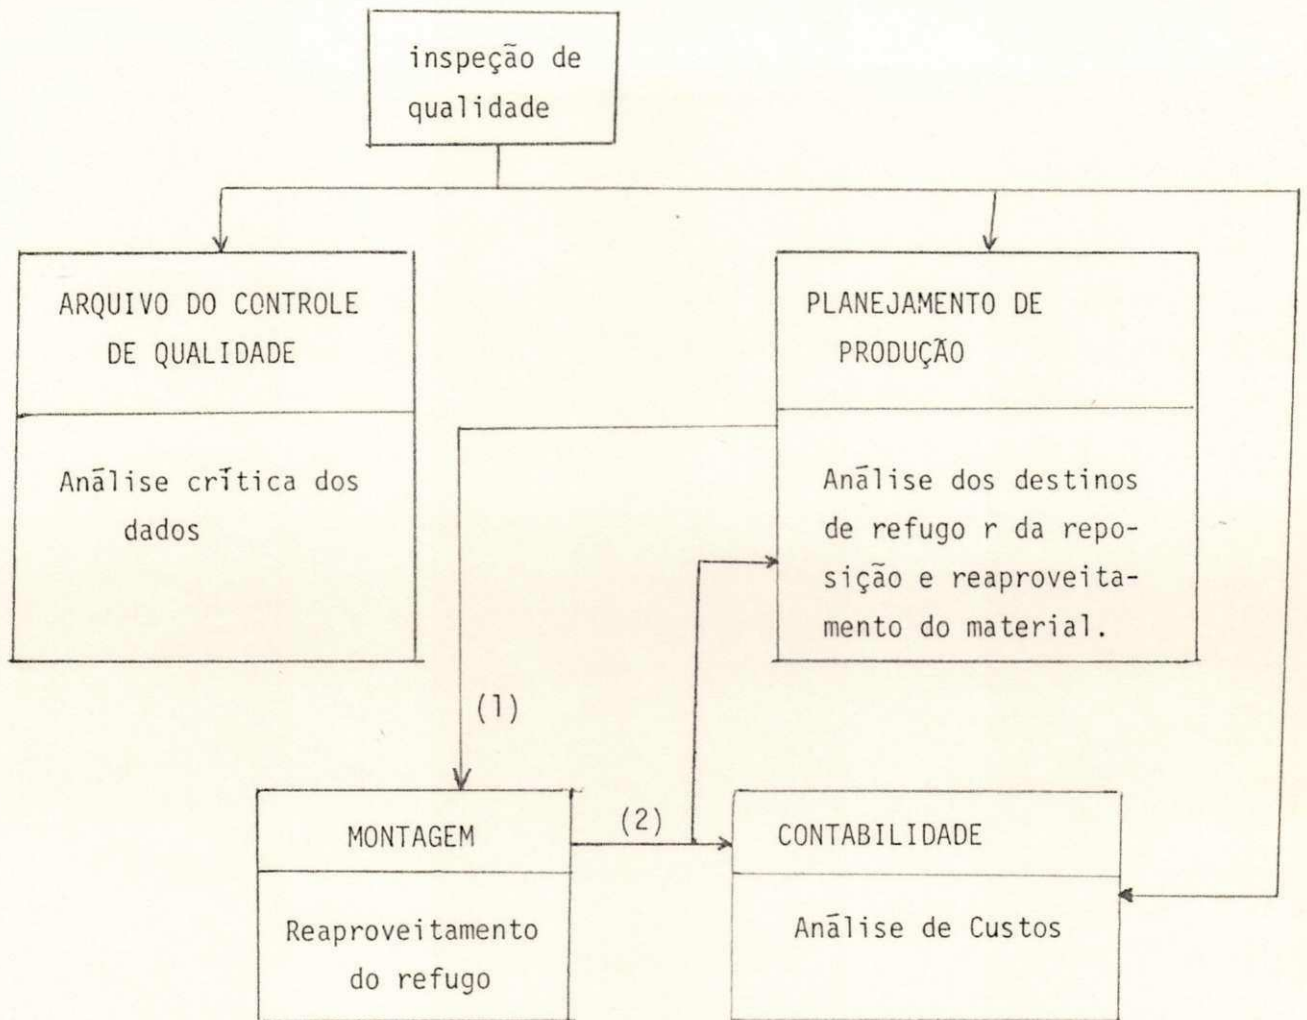 inspeção de
qualidade
ARQUIVO DO CONTROLE
DE QUALIDADE
Análise crítica dos
dados
PLANEJAMENTO DE
PRODUÇÃO
Análise dos destinos
de refugo r da repo-
sição e reaproveita-
mento do material.
(1)
MONTAGEM
Reaproveitamento
do refugo
(2)
CONTABILIDADE
Análise de Custos